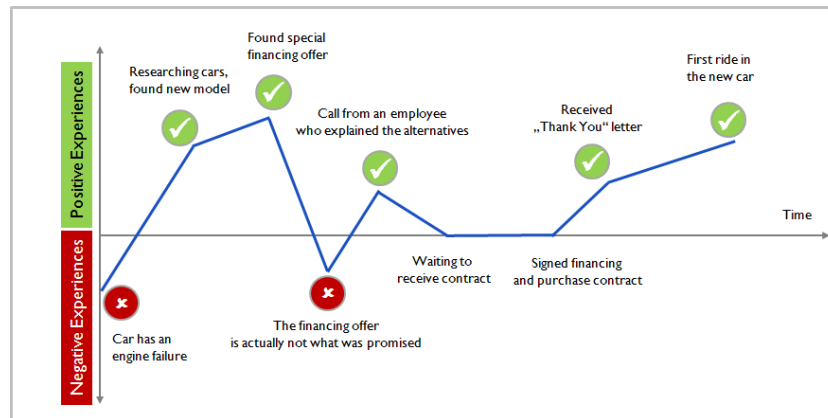 Positive Experiences
Negative Experiences
Car has an
engine failure
Researching cars,
found new model
Found special
financing offer
The financing offer
is actually not what was promised
Call from an employee
who explained the alternatives
Waiting to
receive contract
Signed financing
and purchase contract
Received
„Thank You“ letter
First ride in
the new car
Time